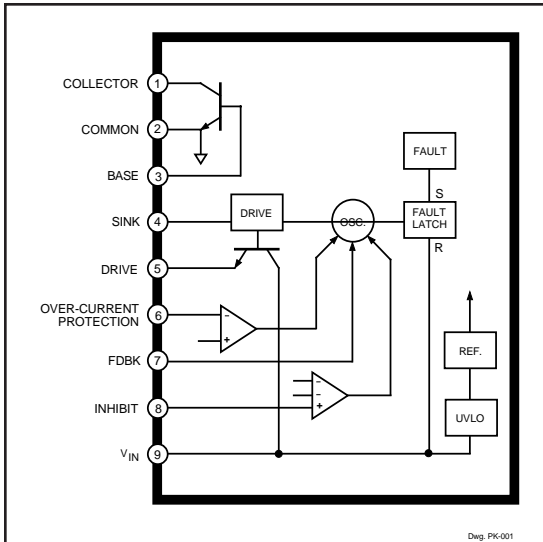 COLLECTOR
1
COMMON
2
BASE
3
SINK
4
DRIVE
5
OVER-CURRENT
PROTECTION
6
FDBK
7
INHIBIT
8
VIN
9
DRIVE
OSC.
FAULT
S
FAULT
LATCH
R
REF.
UVLO
–
+
–
–
+
Dwg. PK-001